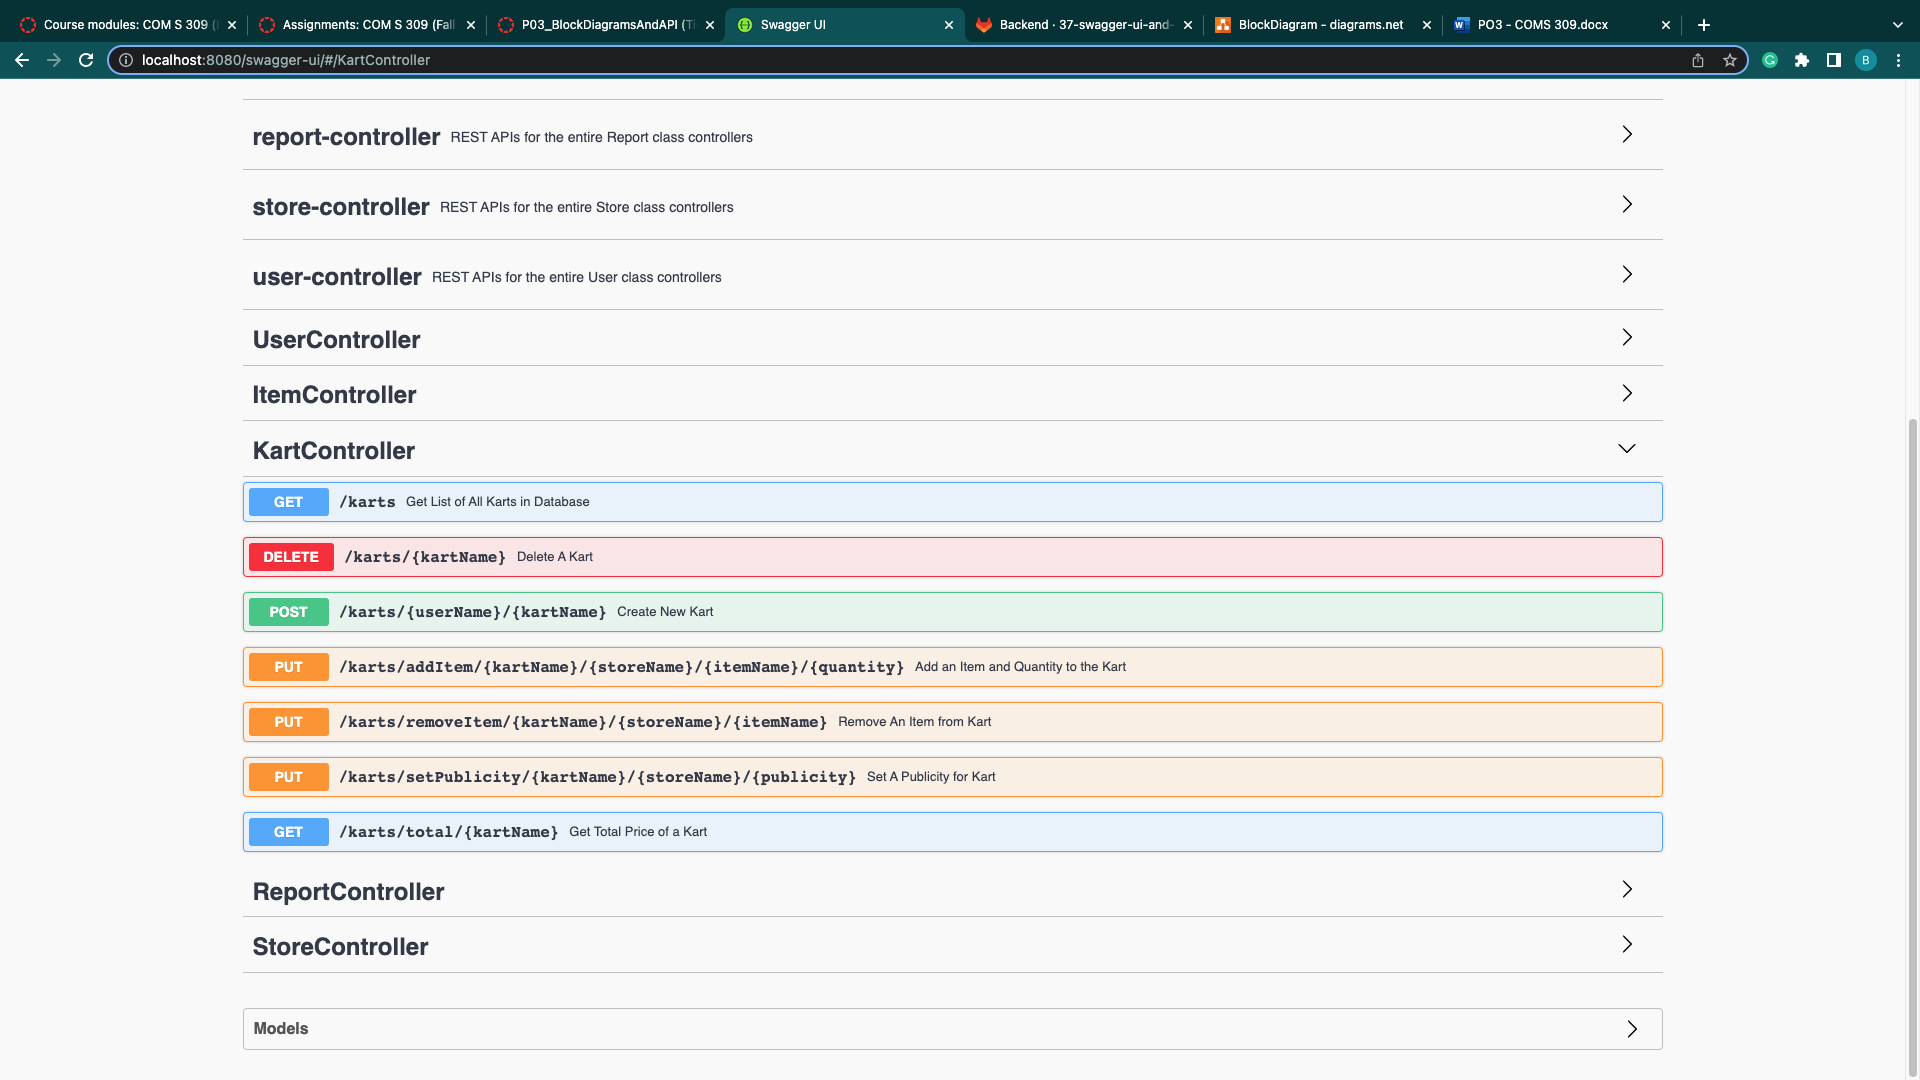 Course modules: COM S 309 (
Assignments: COM S 309 (Fall
P03_BlockDiagramsAndAPI (Ti
Swagger UI
Backend · 37-swagger-ui-and-
BlockDiagram - diagrams.net
PO3 - COMS 309.docx
localhost:8080/swagger-ui/#/KartController
B
report-controller REST APIs for the entire Report class controllers
store-controller REST APIs for the entire Store class controllers
user-controller REST APIs for the entire User class controllers
UserController
ItemController
KartController
GET /karts Get List of All Karts in Database
DELETE /karts/{kartName} Delete A Kart
POST /karts/{userName}/{kartName} Create New Kart
PUT /karts/addItem/{kartName}/{storeName}/{itemName}/{quantity} Add an Item and Quantity to the Kart
PUT /karts/removeItem/{kartName}/{storeName}/{itemName} Remove An Item from Kart
PUT /karts/setPublicity/{kartName}/{storeName}/{publicity} Set A Publicity for Kart
GET /karts/total/{kartName} Get Total Price of a Kart
ReportController
StoreController
Models